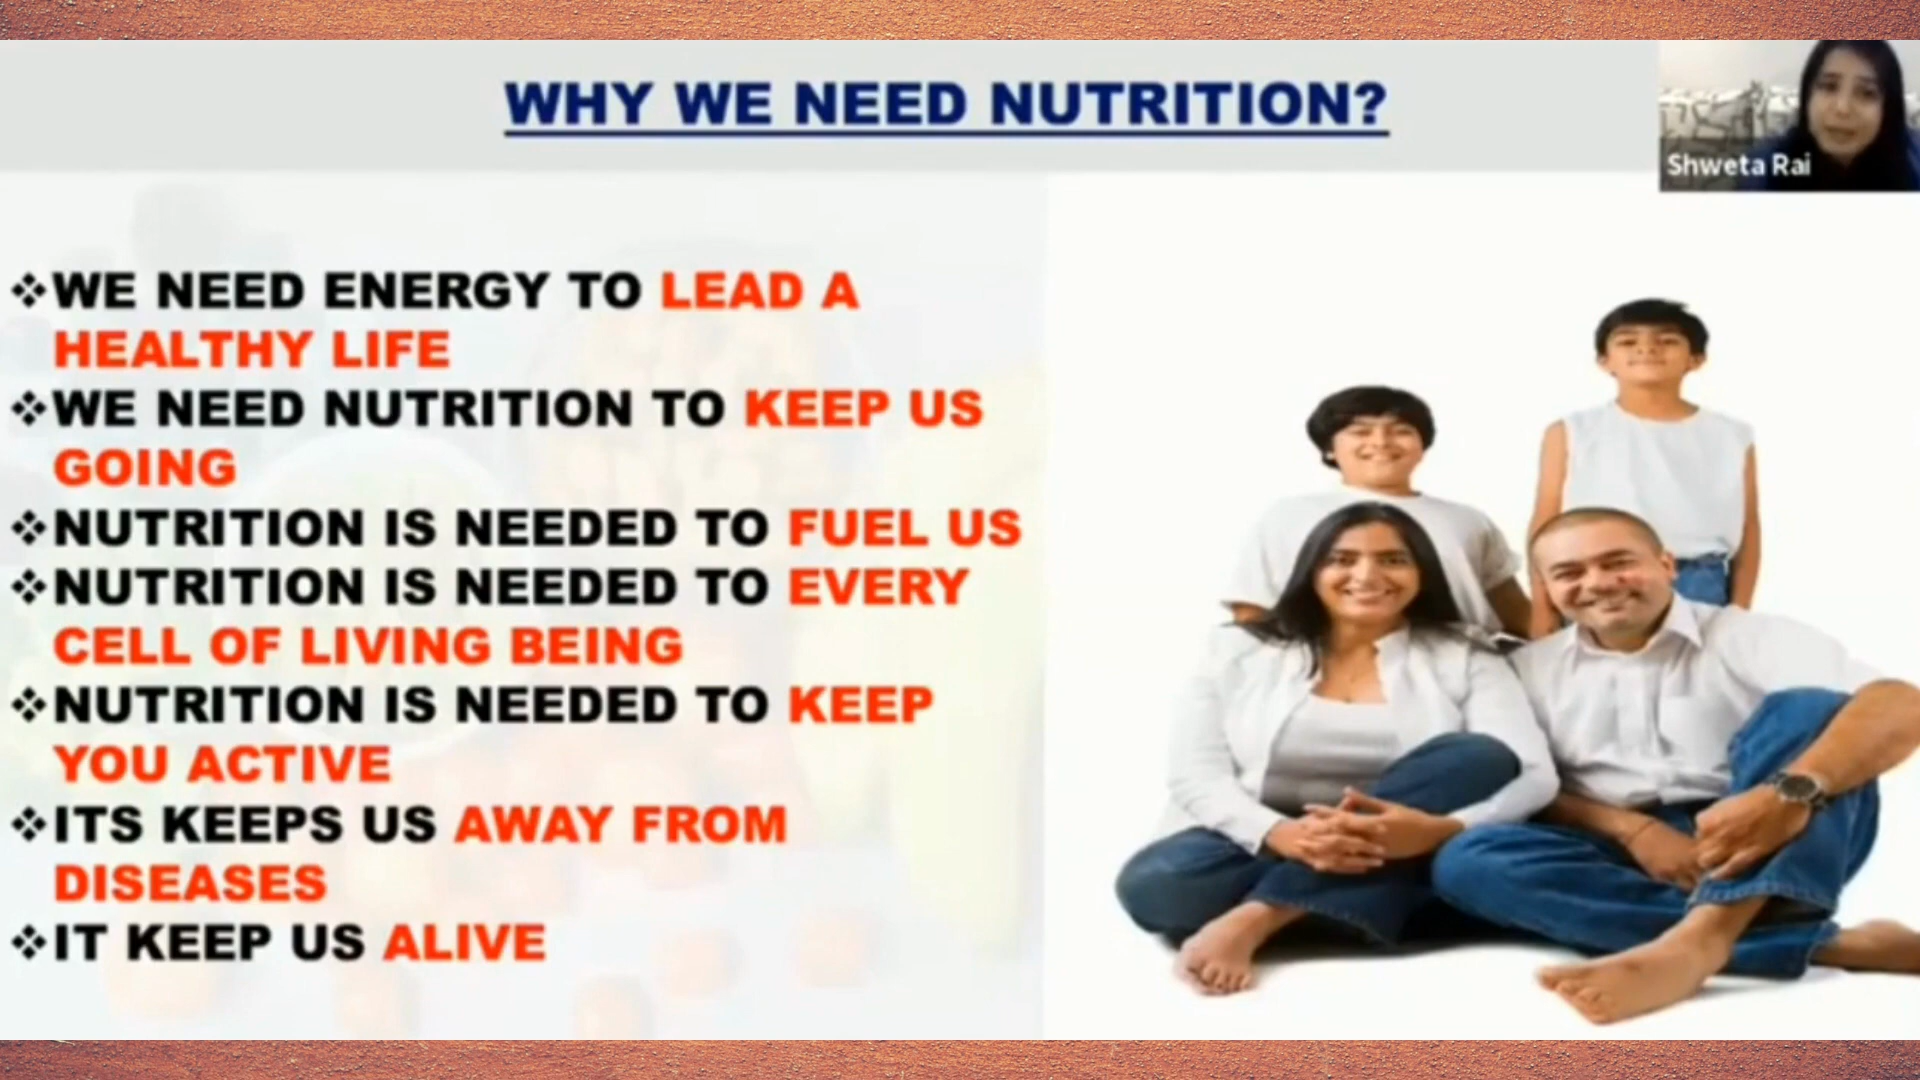 WHY WE NEED NUTRITION?
Shweta Rai
❖WE NEED ENERGY TO LEAD A
HEALTHY LIFE
❖WE NEED NUTRITION TO KEEP US
GOING
❖NUTRITION IS NEEDED TO FUEL US
❖NUTRITION IS NEEDED TO EVERY
CELL OF LIVING BEING
❖NUTRITION IS NEEDED TO KEEP
YOU ACTIVE
❖ITS KEEPS US AWAY FROM
DISEASES
❖IT KEEP US ALIVE